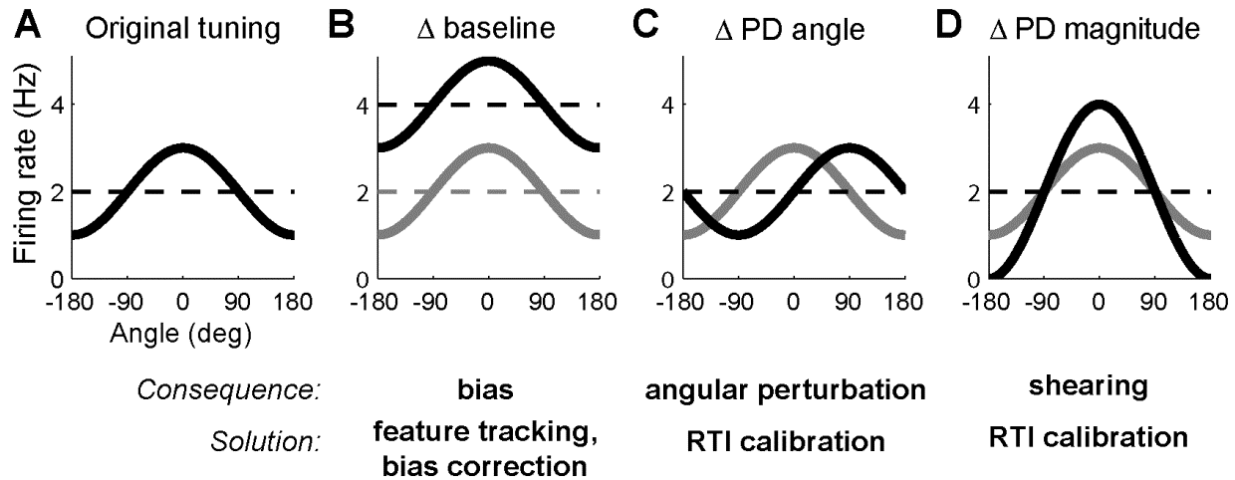 A Original tuning
B Δ baseline
C Δ PD angle
D Δ PD magnitude
Firing rate (Hz)
4
2
0
-180 -90 0 90 180
Angle (deg)
4
2
0
-180 -90 0 90 180
4
2
0
-180 -90 0 90 180
4
2
0
-180 -90 0 90 180
Consequence: bias angular perturbation shearing
Solution: feature tracking, bias correction RTI calibration RTI calibration